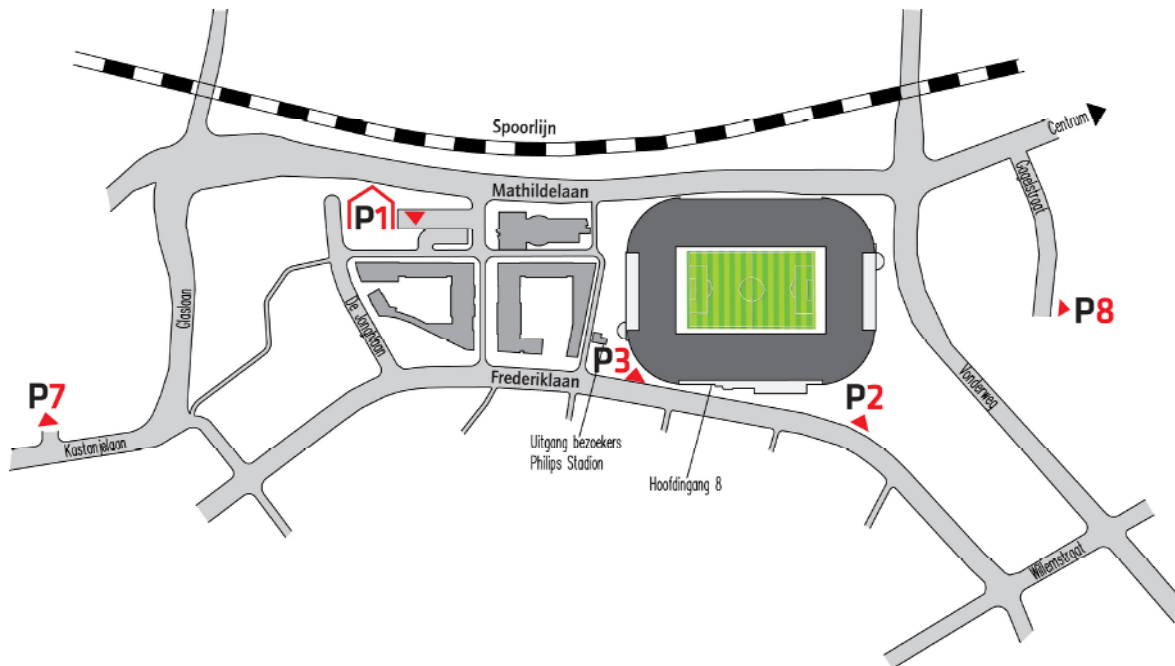 Spoorlijn
Centrum
Mathildelaan
Gagelstraat
P1
Glaslaan
De Jonghlaan
P8
P3
Frederiklaan
Vonderweg
P7
P2
Kastanjelaan
Uitgang bezoekers
Philips Stadion
Hoofdingang 8
Willemstraat